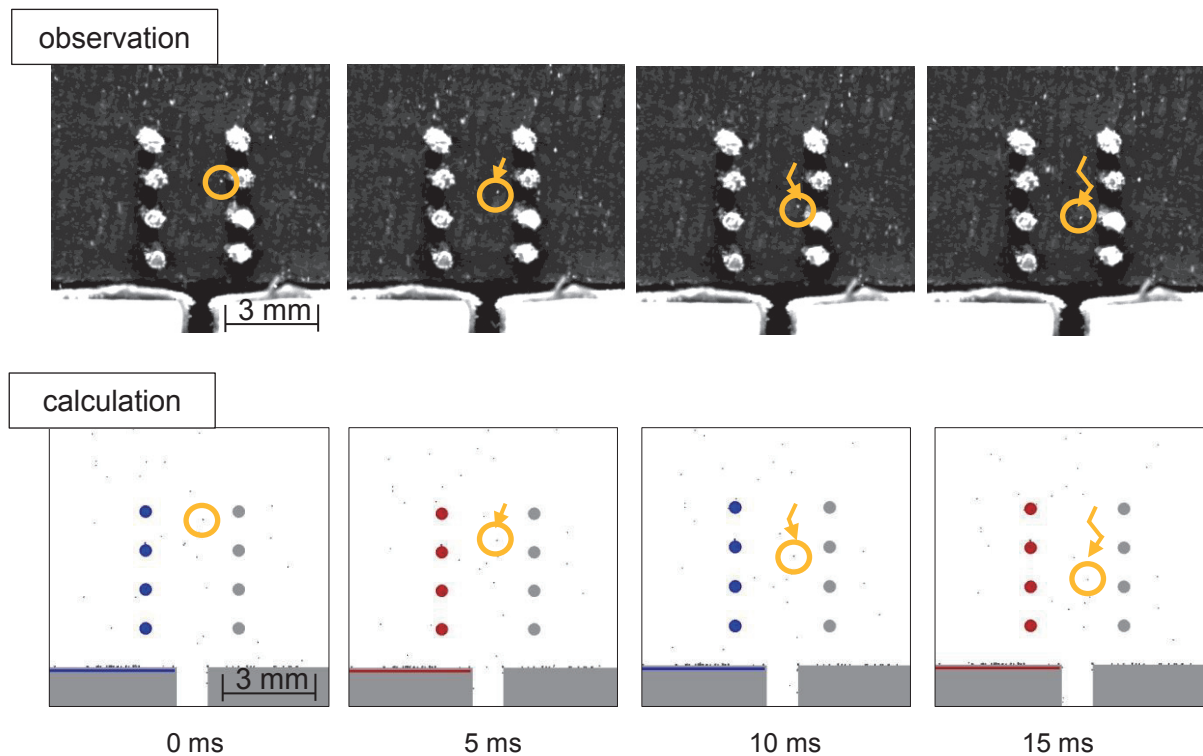 observation
3 mm
calculation
3 mm
0 ms
5 ms
10 ms
15 ms